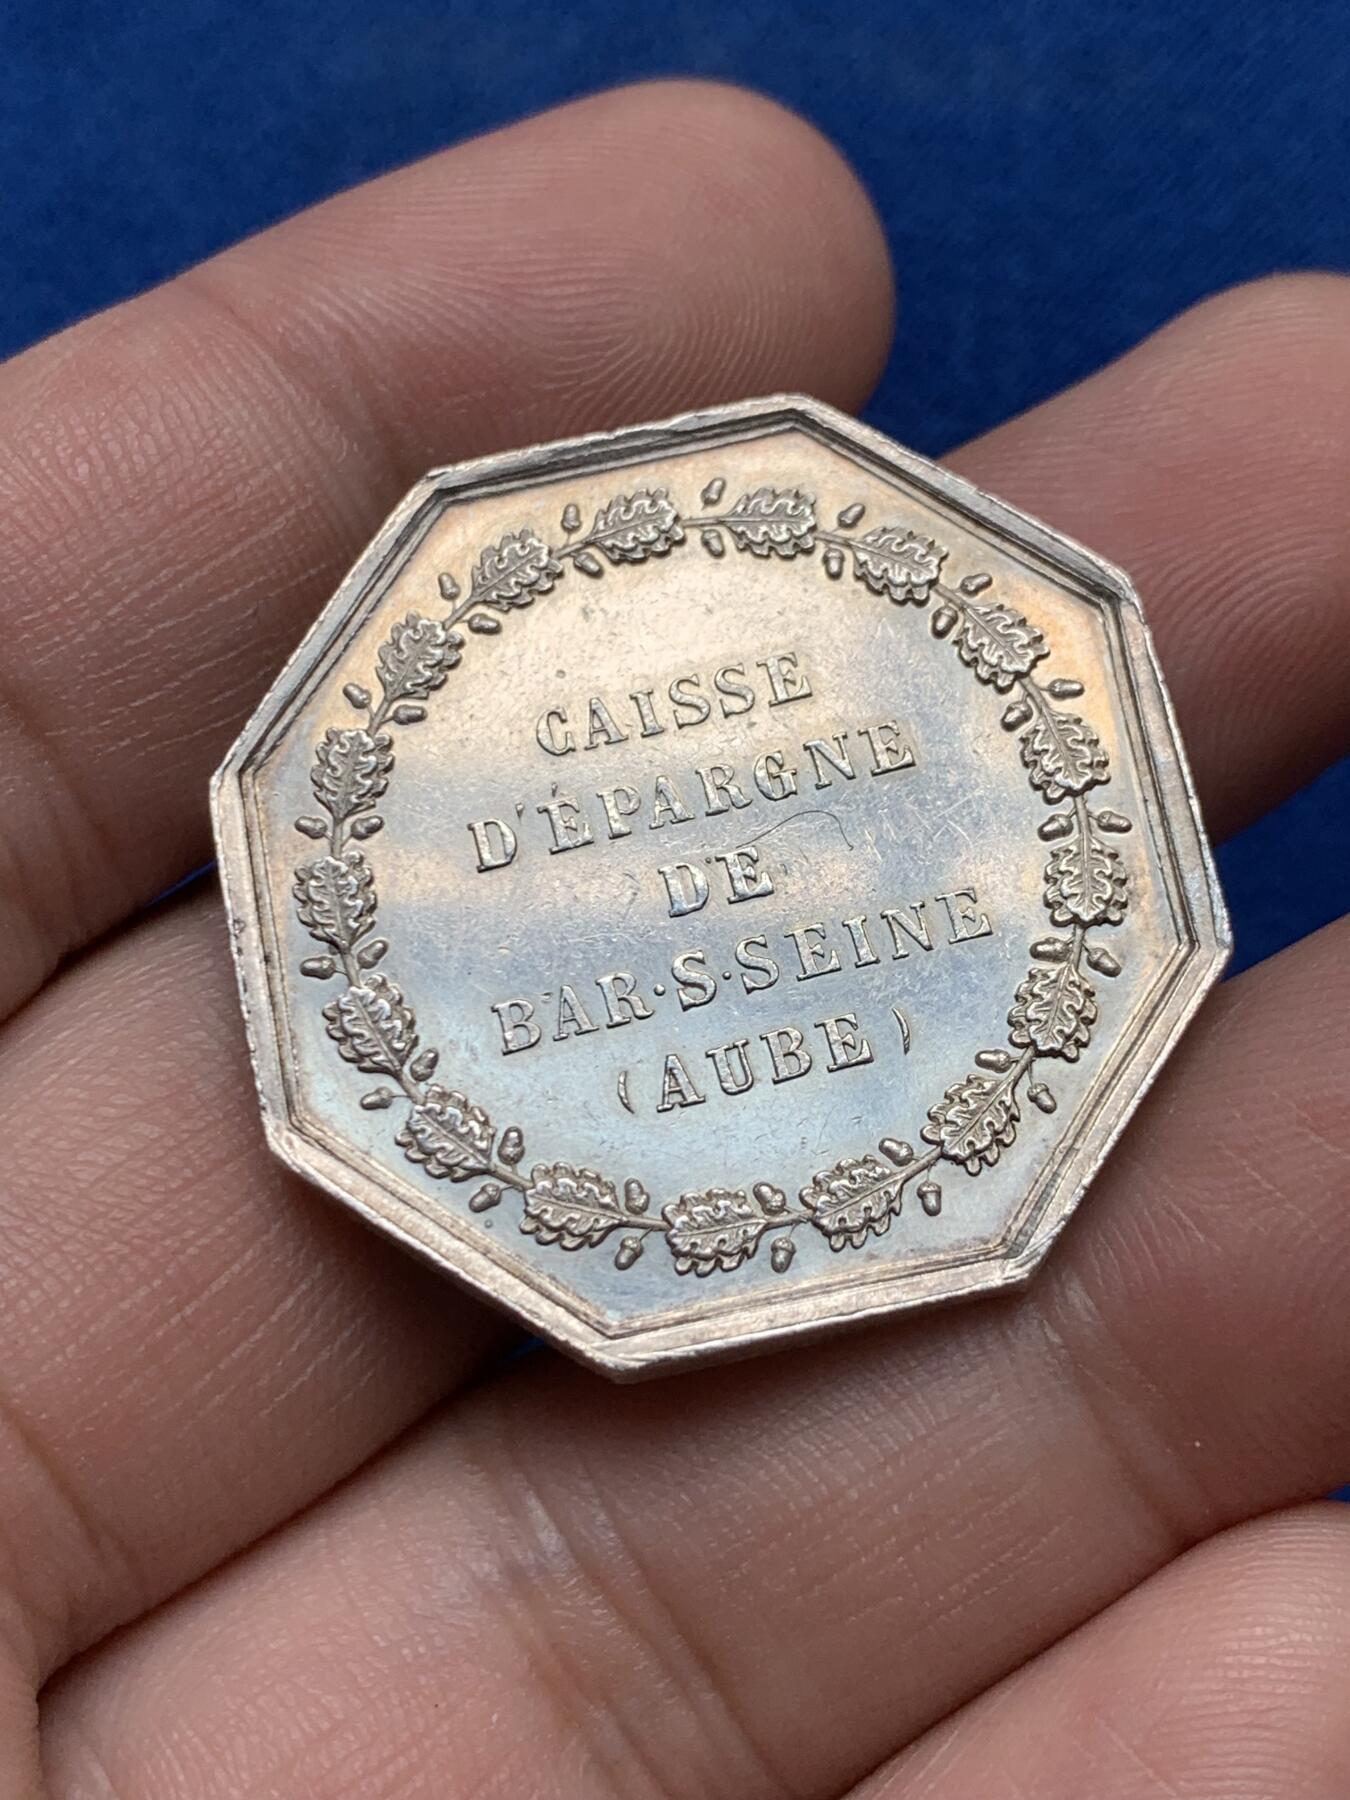 CAISSE
D'ÉPARGNE
DE
BAR·S·SEINE
(AUBE)